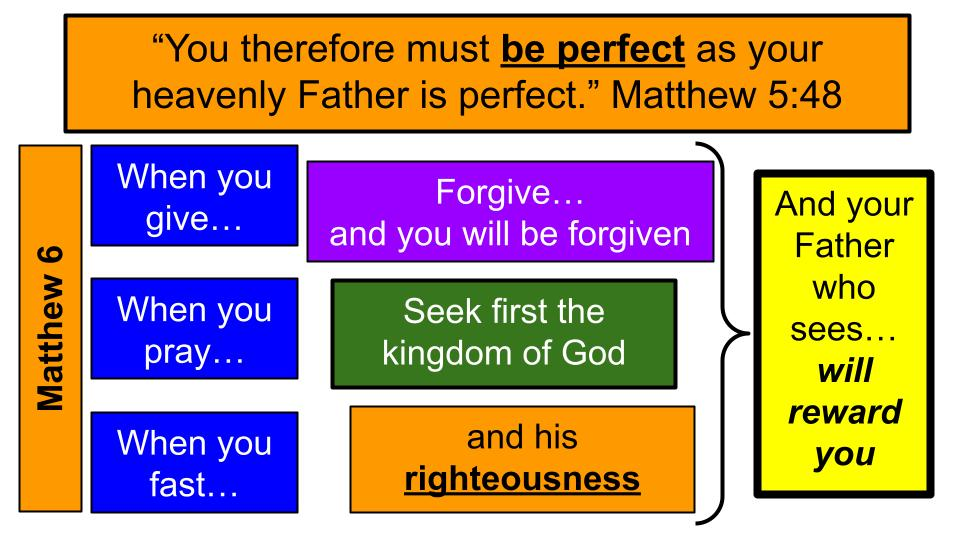 “You therefore must be perfect as your
heavenly Father is perfect.” Matthew 5:48
Matthew 6
When you
give…
When you
pray…
When you
fast…
Forgive…
and you will be forgiven
Seek first the
kingdom of God
and his
righteousness
And your
Father
who
sees…
will
reward
you